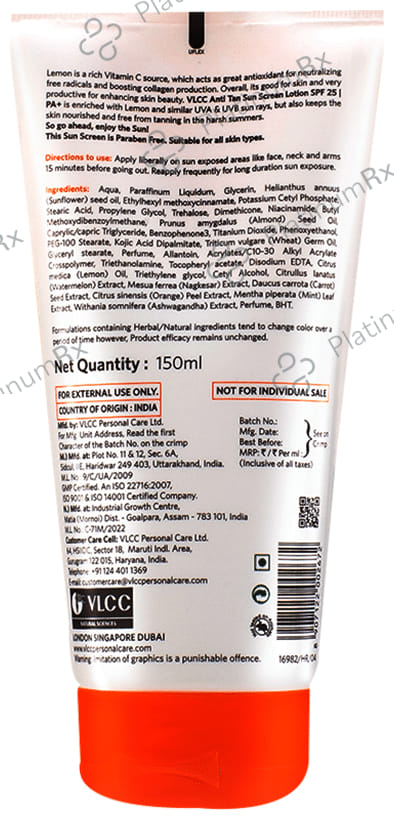 UFLEX
Lemon is a rich Vitamin C source, which acts as great antioxidant for neutralizing
free radicals and boosting collagen production. Overall, its good for skin and very
productive for enhancing skin beauty. VLCC Anti Tan Sun Screen Lotion SPF 25 |
PA+ is enriched with Lemon and similar UVA & UVB sun rays, but also keeps the
skin nourished and free from tanning in the harsh summers.
So go ahead, enjoy the Sun!
This Sun Screen is Paraben Free. Suitable for all skin types.
Directions to use: Apply liberally on sun exposed areas like face, neck and arms
15 minutes before going out. Reapply frequently for long duration sun exposure.
Ingredients: Aqua, Paraffinum Liquidum, Glycerin, Helianthus annuus
(Sunflower) seed oil, Ethylhexyl methoxycinnamate, Potassium Cetyl Phosphate,
Stearic Acid, Propylene Glycol, Trehalose, Dimethicone, Niacinamide, Butyl
Methoxydibenzoylmethane, Prunus amygdalus (Almond) Seed Oil,
Caprylic/capric Triglyceride, Benzophenone3, Titanium Dioxide, Phenoxyethanol,
PEG-100 Stearate, Kojic Acid Dipalmitate, Triticum vulgare (Wheat) Germ Oil,
Glyceryl stearate, Perfume, Allantoin, Acrylates/C10-30 Alkyl Acrylate
Crosspolymer, Triethanolamine, Tocopheryl acetate, Disodium EDTA, Citrus
medica (Lemon) Oil, Triethylene glycol, Cetyl Alcohol, Citrullus lanatus
(Watermelon) Extract, Mesua ferrea (Nagkesar) Extract, Daucus carrota (Carrot)
Seed Extract, Citrus sinensis (Orange) Peel Extract, Mentha piperita (Mint) Leaf
Extract, Withania somnifera (Ashwagandha) Extract, Perfume, BHT.
Formulations containing Herbal/Natural ingredients tend to change color over a
period of time however, Product efficacy remains unchanged.
Net Quantity : 150ml
FOR EXTERNAL USE ONLY.
NOT FOR INDIVIDUAL SALE
COUNTRY OF ORIGIN : INDIA
Mfd. by: VLCC Personal Care Ltd.
For Mfg. Unit Address, Read the first
Character of the Batch No. on the crimp
M.) Mfd. at: Plot No. 11 & 12, Sec. 6A,
Sidcul, IIE, Haridwar 249 403, Uttarakhand, India.
M.L No.: 9/C/UA/2009
GMP Certified. An ISO 22716:2007,
ISO 9001 & ISO 14001 Certified Company.
N.) Mfd. at: Industrial Growth Centre,
Matia (Mornoi) Dist. - Goalpara, Assam - 783 101, India
M.L No: C-71M/2022
Customer Care Cell: VLCC Personal Care Ltd.
64, HSIIDC, Sector 18, Maruti Indl. Area,
Gurugram 122 015, Haryana, India.
Telephone: +91 124 401 1369
E-mail: customercare@vlccpersonalcare.com
Batch No.:
Mfg. Date:
Best Before:
MRP: ₹/₹ Per ml:
(Inclusive of all taxes)
See on
Crimp
VLCC
NATURAL SCIENCES
LONDON SINGAPORE DUBAI
www.vlccpersonalcare.com
Warning: Imitation of graphics is a punishable offence.
8 907122 002672
16982/HR/04
PlatinumRx